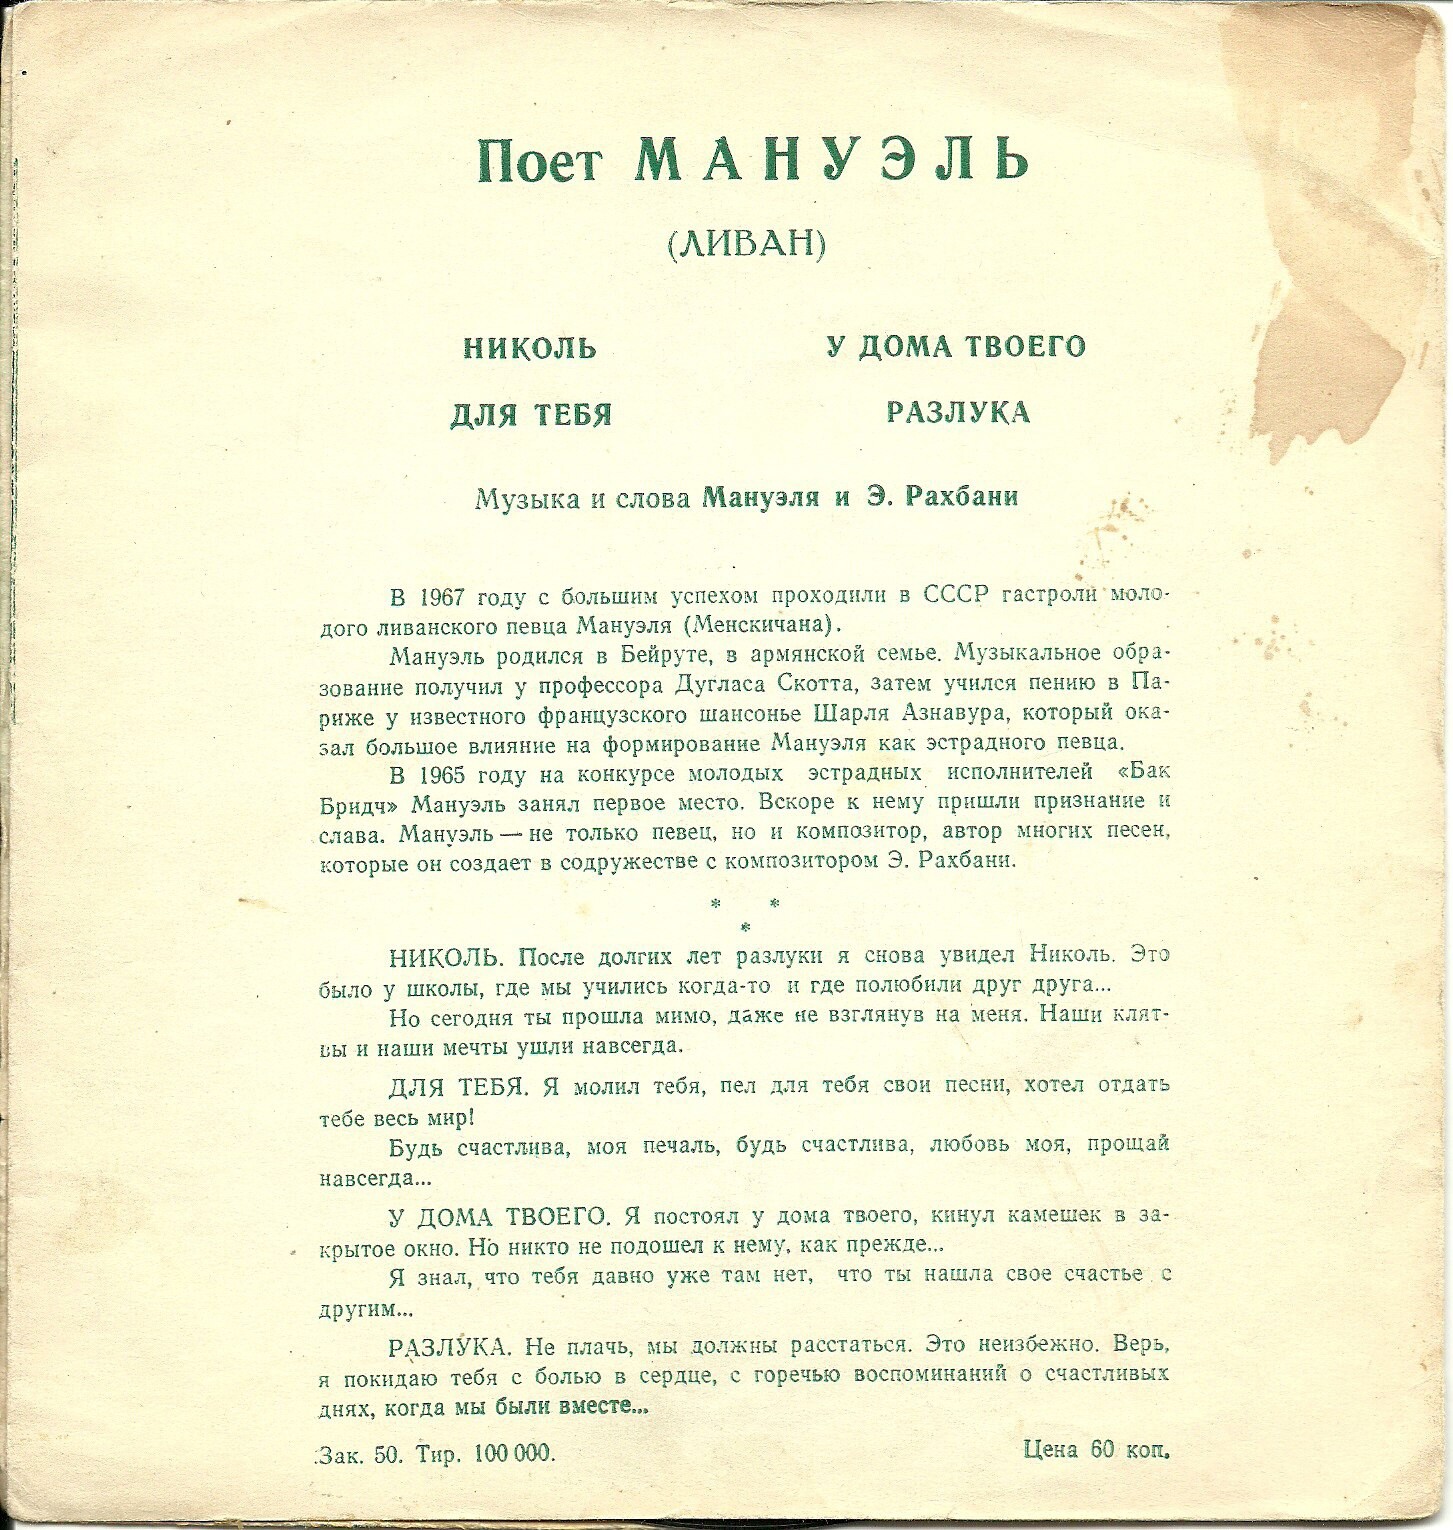 Поет МАНУЭЛЬ
(ЛИВАН)
НИКОЛЬ У ДОМА ТВОЕГО
ДЛЯ ТЕБЯ РАЗЛУКА
Музыка и слова Мануэля и Э. Рахбани
В 1967 году с большим успехом проходили в СССР гастроли моло-
дого ливанского певца Мануэля (Менскичана).
Мануэль родился в Бейруте, в армянской семье. Музыкальное обра-
зование получил у профессора Дугласа Скотта, затем учился пению в Па-
риже у известного французского шансонье Шарля Азнавура, который ока-
зал большое влияние на формирование Мануэля как эстрадного певца.
В 1965 году на конкурсе молодых эстрадных исполнителей «Бак
Бридч» Мануэль занял первое место. Вскоре к нему пришли признание и
слава. Мануэль — не только певец, но и композитор, автор многих песен,
которые он создает в содружестве с композитором Э. Рахбани.
* *
*
НИКОЛЬ. После долгих лет разлуки я снова увидел Николь. Это
было у школы, где мы учились когда-то и где полюбили друг друга...
Но сегодня ты прошла мимо, даже не взглянув на меня. Наши клят-
вы и наши мечты ушли навсегда.
ДЛЯ ТЕБЯ. Я молил тебя, пел для тебя свои песни, хотел отдать
тебе весь мир!
Будь счастлива, моя печаль, будь счастлива, любовь моя, прощай
навсегда...
У ДОМА ТВОЕГО. Я постоял у дома твоего, кинул камешек в за-
крытое окно. Но никто не подошел к нему, как прежде...
Я знал, что тебя давно уже там нет, что ты нашла свое счастье с
другим...
РАЗЛУКА. Не плачь, мы должны расстаться. Это неизбежно. Верь,
я покидаю тебя с болью в сердце, с горечью воспоминаний о счастливых
днях, когда мы были вместе...
Зак. 50. Тир. 100 000. Цена 60 коп.